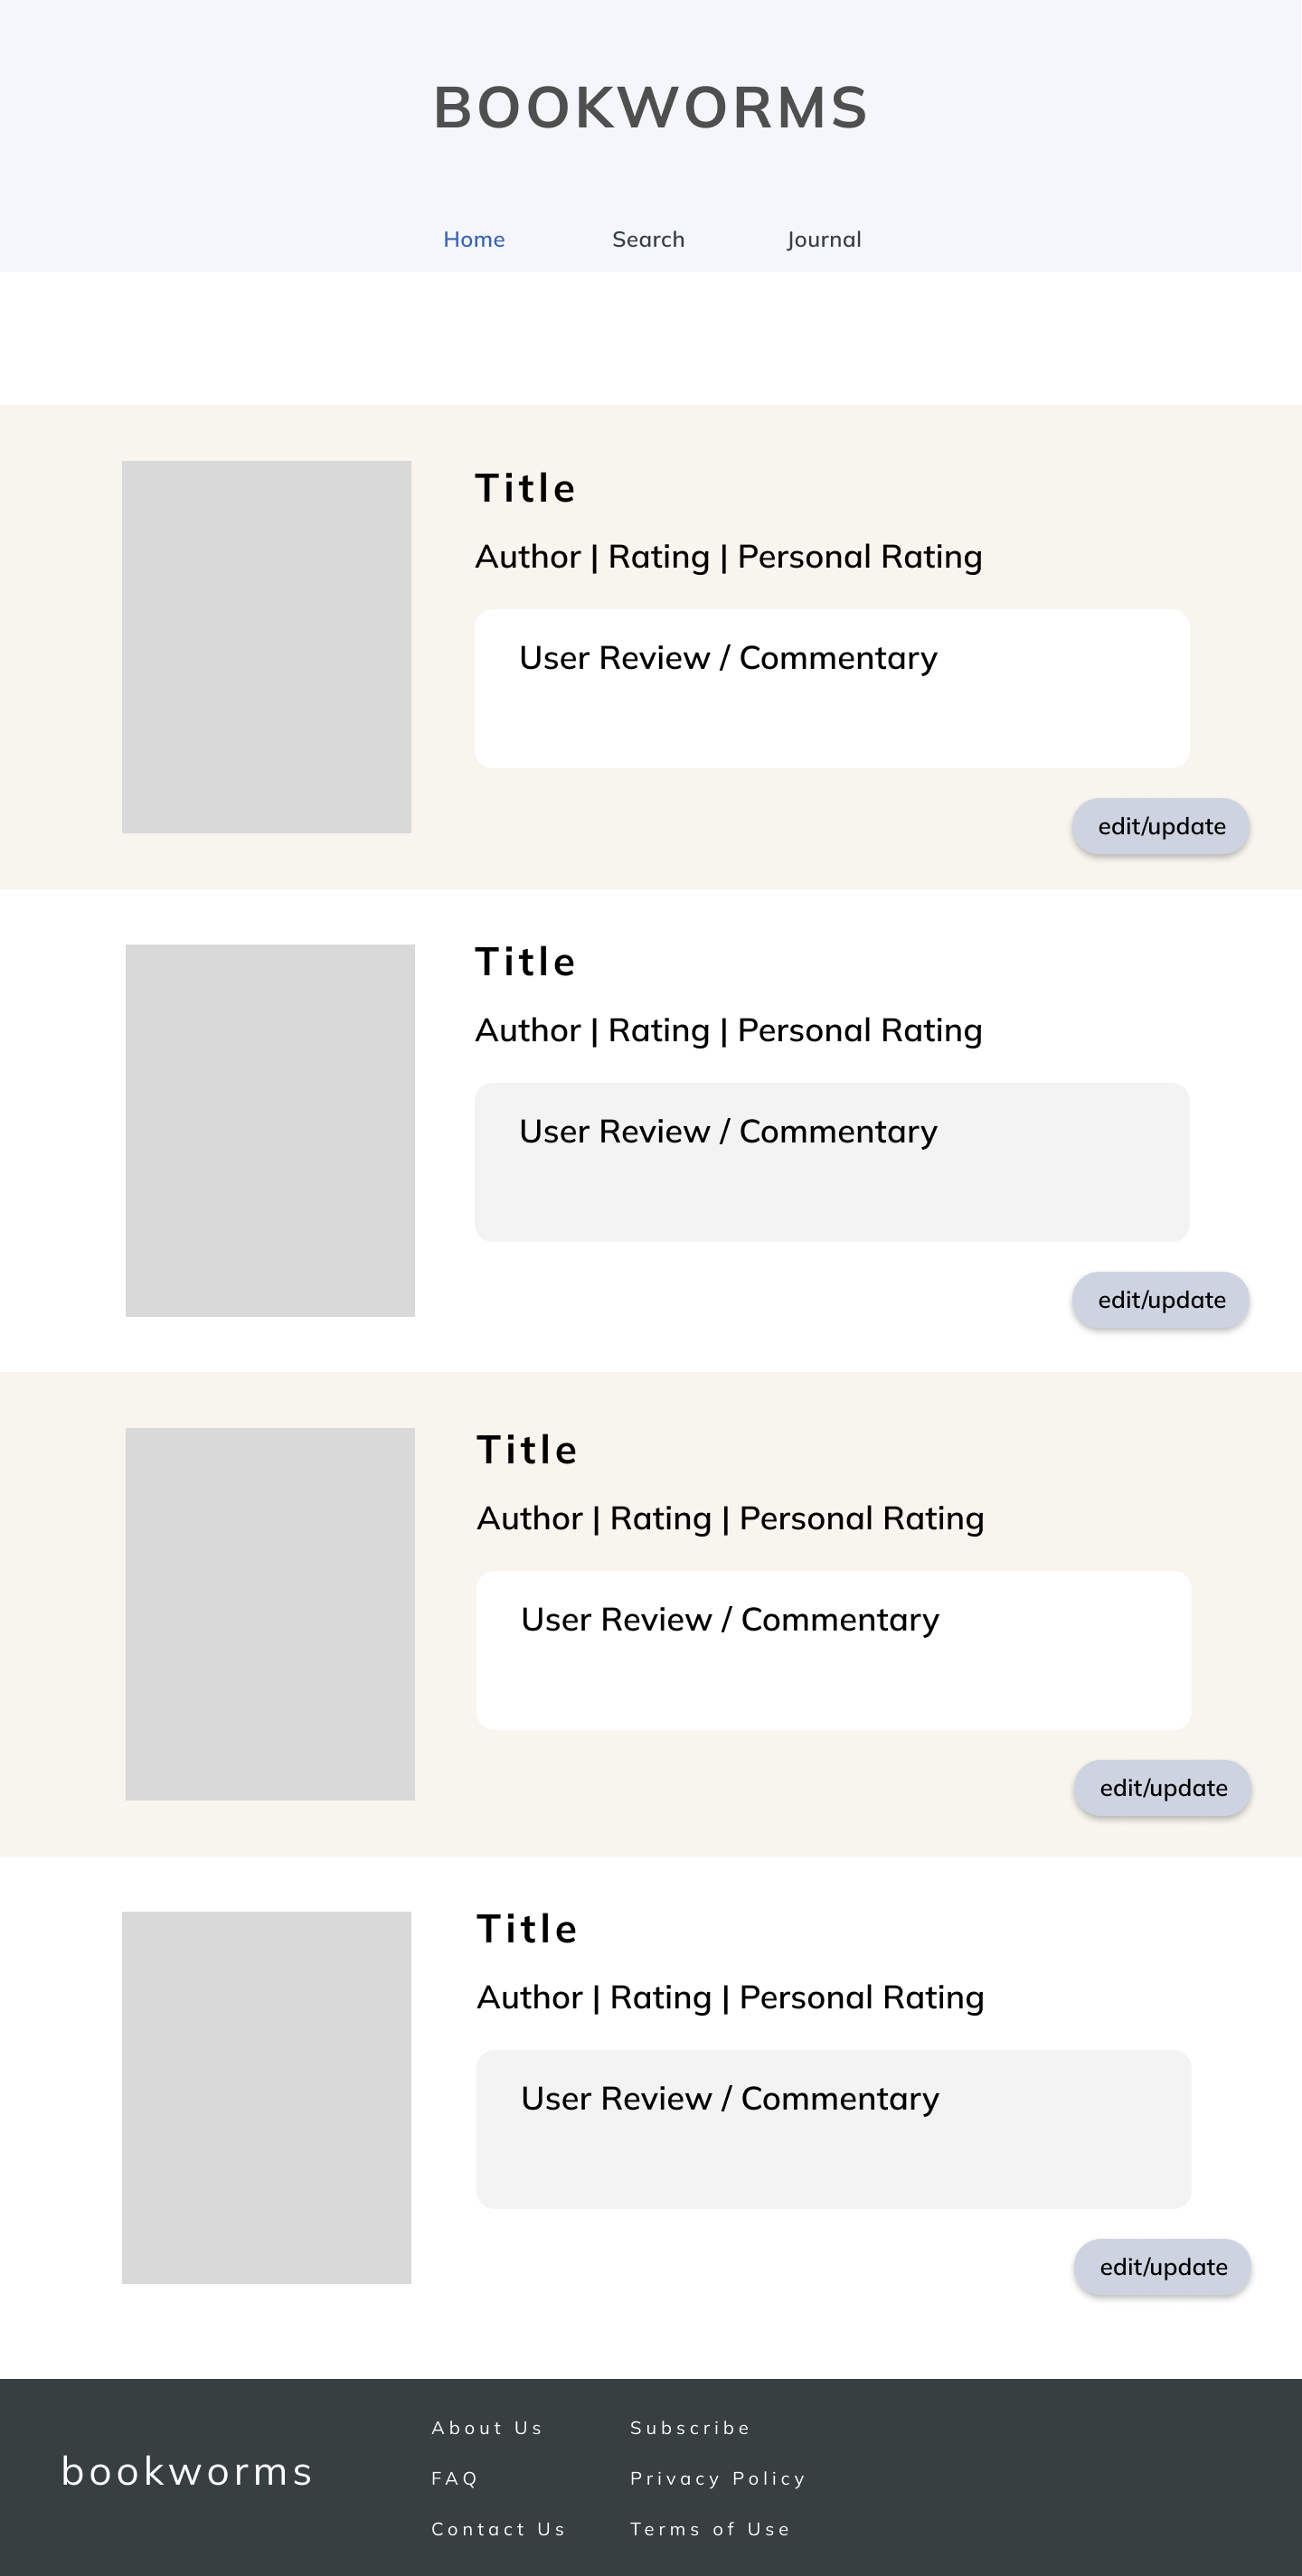 BOOKWORMS
Home Search Journal
Title
Author | Rating | Personal Rating
User Review / Commentary
edit/update
Title
Author | Rating | Personal Rating
User Review / Commentary
edit/update
Title
Author | Rating | Personal Rating
User Review / Commentary
edit/update
Title
Author | Rating | Personal Rating
User Review / Commentary
edit/update
bookworms
About Us
FAQ
Contact Us
Subscribe
Privacy Policy
Terms of Use